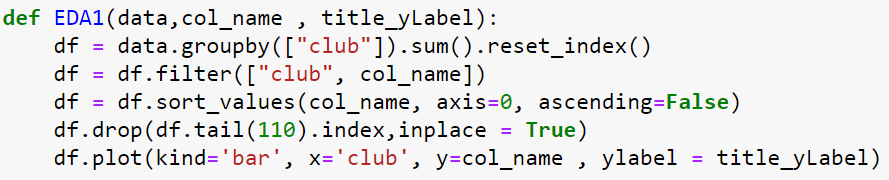 def EDA1(data,col_name , title_yLabel):
    df = data.groupby(["club"]).sum().reset_index()
    df = df.filter(["club", col_name])
    df = df.sort_values(col_name, axis=0, ascending=False)
    df.drop(df.tail(110).index,inplace = True)
    df.plot(kind='bar', x='club', y=col_name , ylabel = title_yLabel)